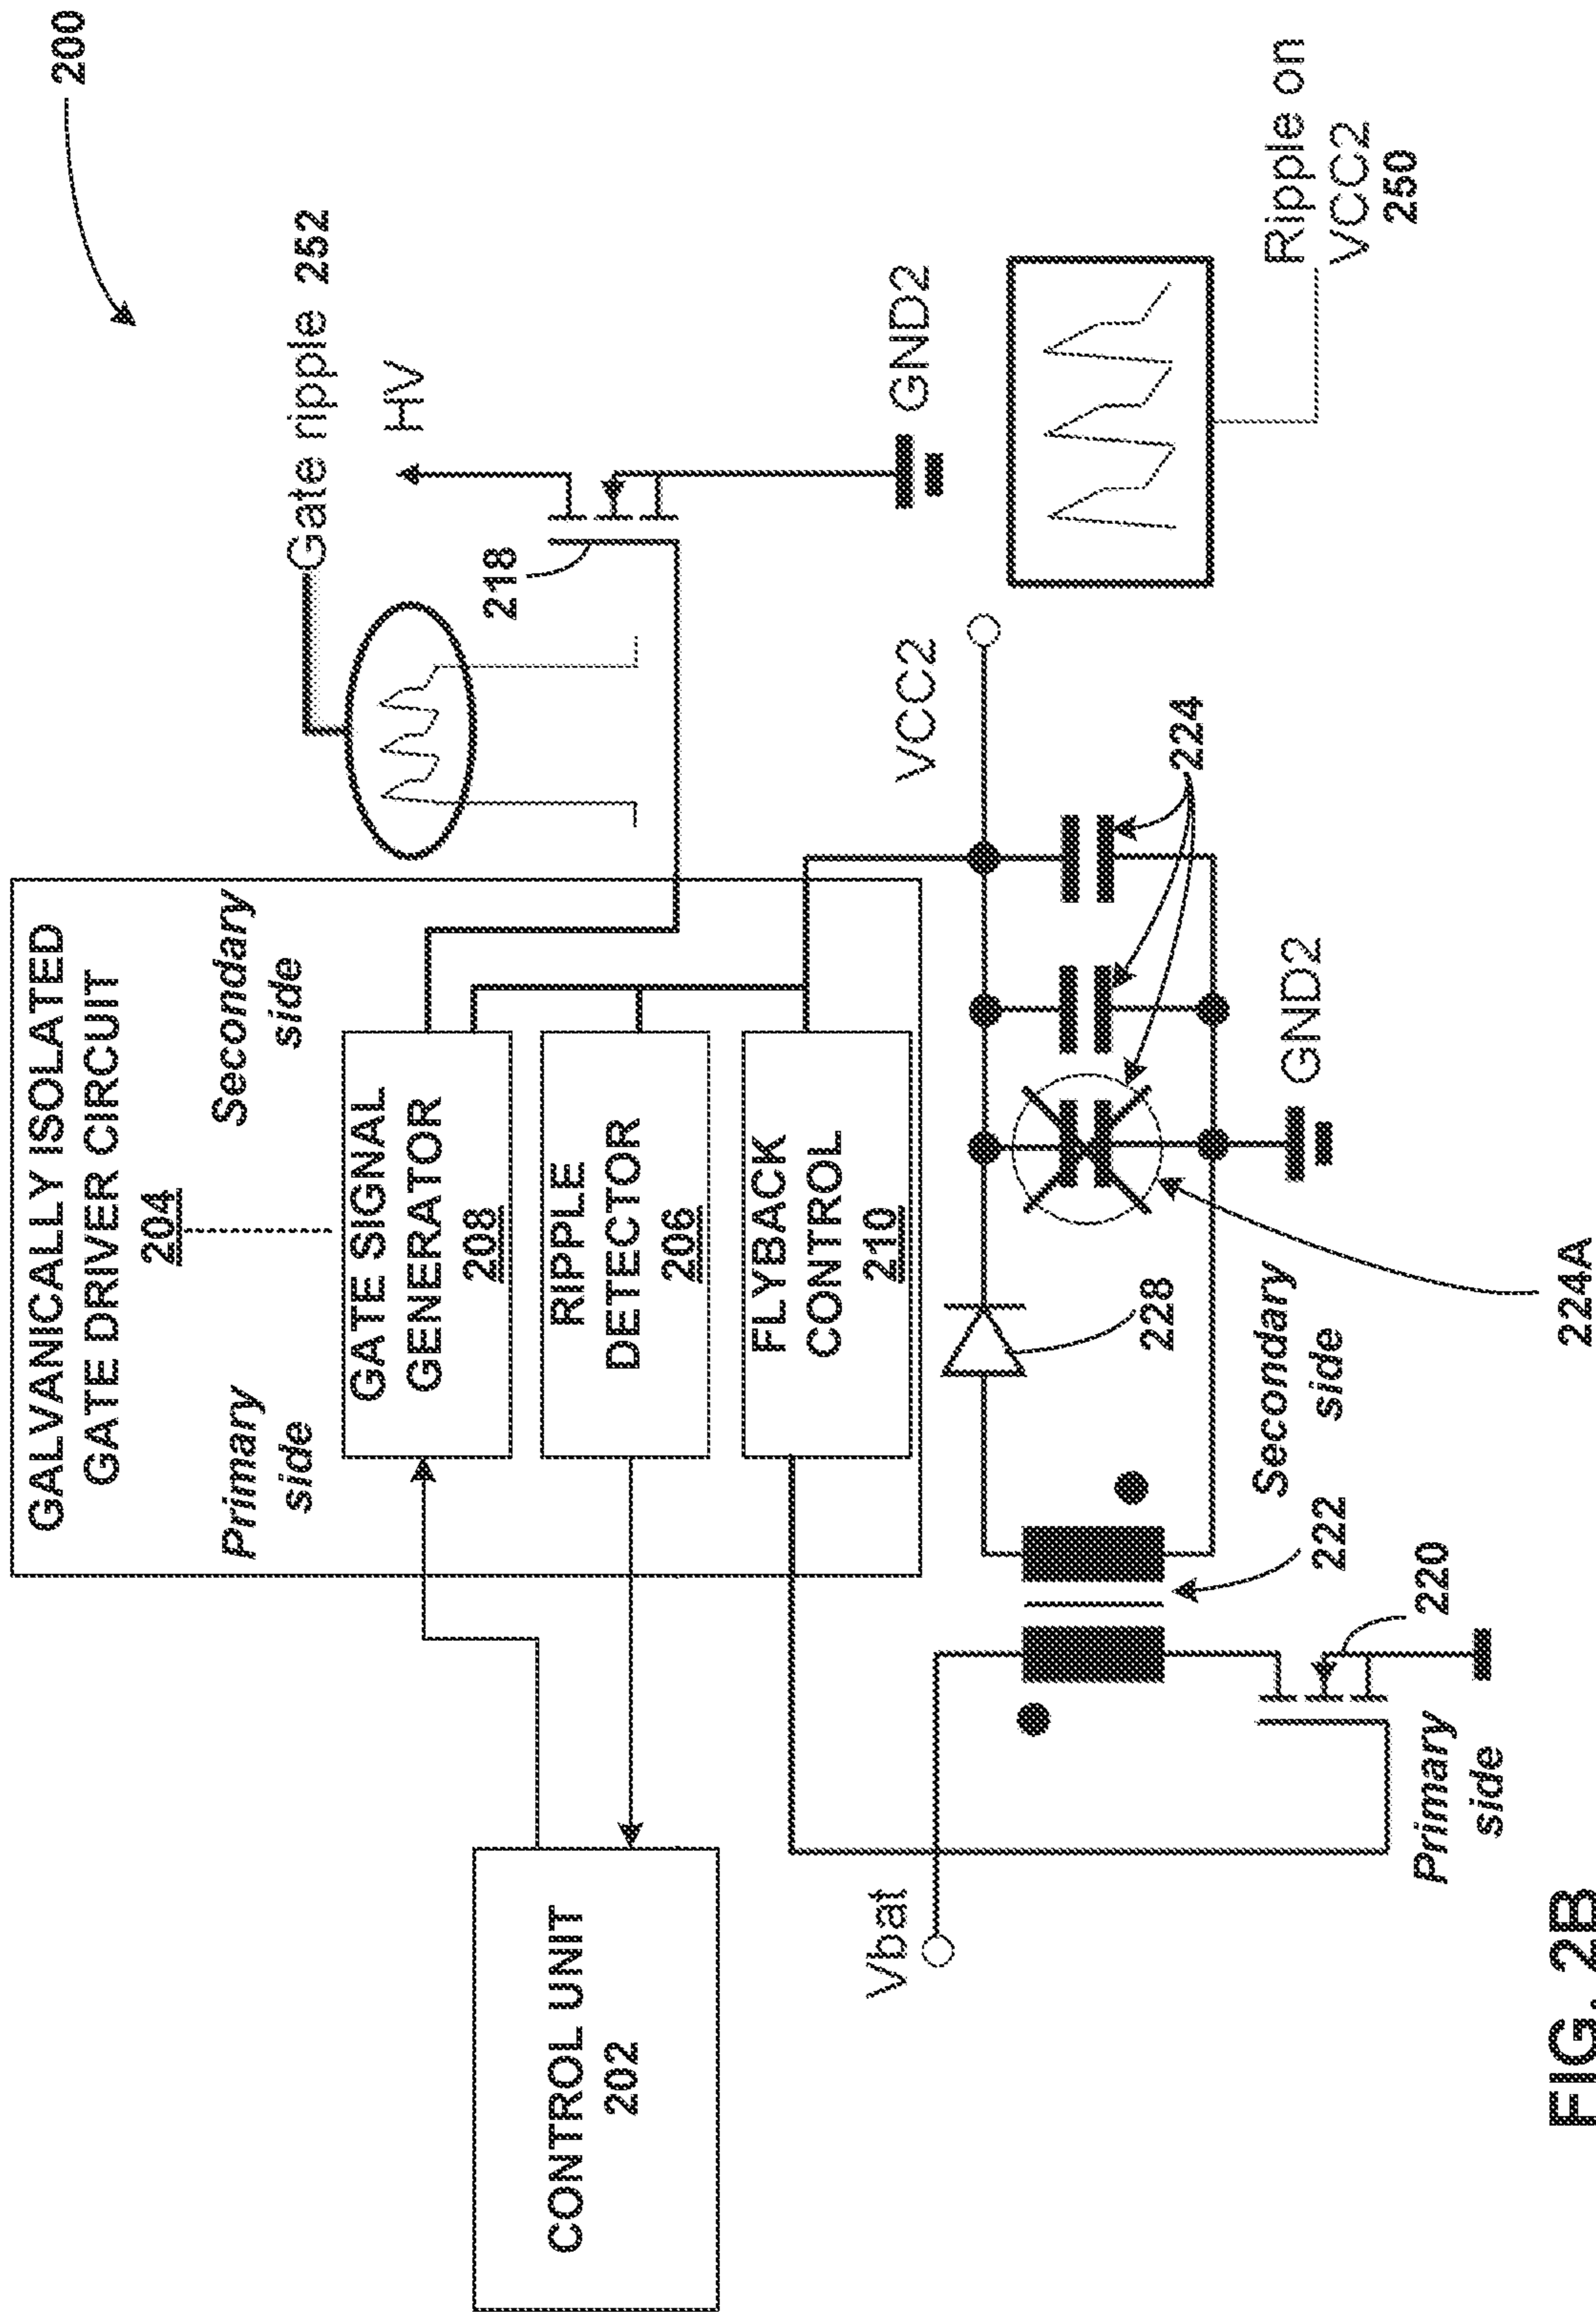 200
GALVANICALLY ISOLATED
GATE DRIVER CIRCUIT
204
Primary
side
Secondary
side
GATE SIGNAL
GENERATOR
208
RIPPLE
DETECTOR
206
FLYBACK
CONTROL
210
CONTROL UNIT
202
Gate ripple 252
HV
218
GND2
Vbat
VCC2
224
228
GND2
Secondary
side
222
220
Primary
side
224A
Ripple on
VCC2
250
FIG. 2B